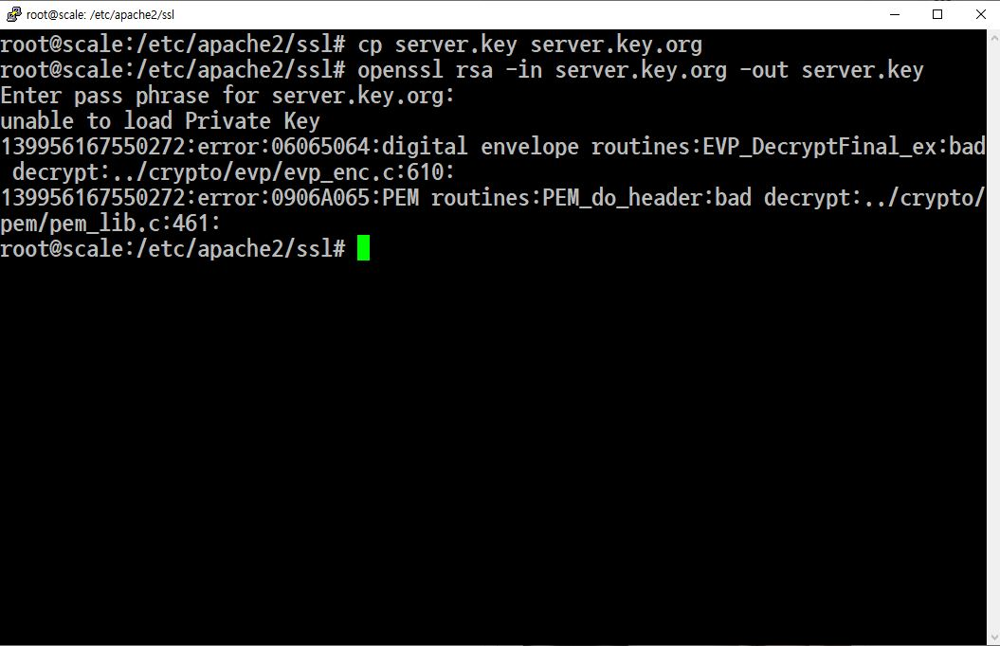 root@scale: /etc/apache2/ssl
root@scale:/etc/apache2/ssl# cp server.key server.key.org
root@scale:/etc/apache2/ssl# openssl rsa -in server.key.org -out server.key
Enter pass phrase for server.key.org:
unable to load Private Key
139956167550272:error:06065064:digital envelope routines:EVP_DecryptFinal_ex:bad
 decrypt:../crypto/evp/evp_enc.c:610:
139956167550272:error:0906A065:PEM routines:PEM_do_header:bad decrypt:../crypto/
pem/pem_lib.c:461:
root@scale:/etc/apache2/ssl#